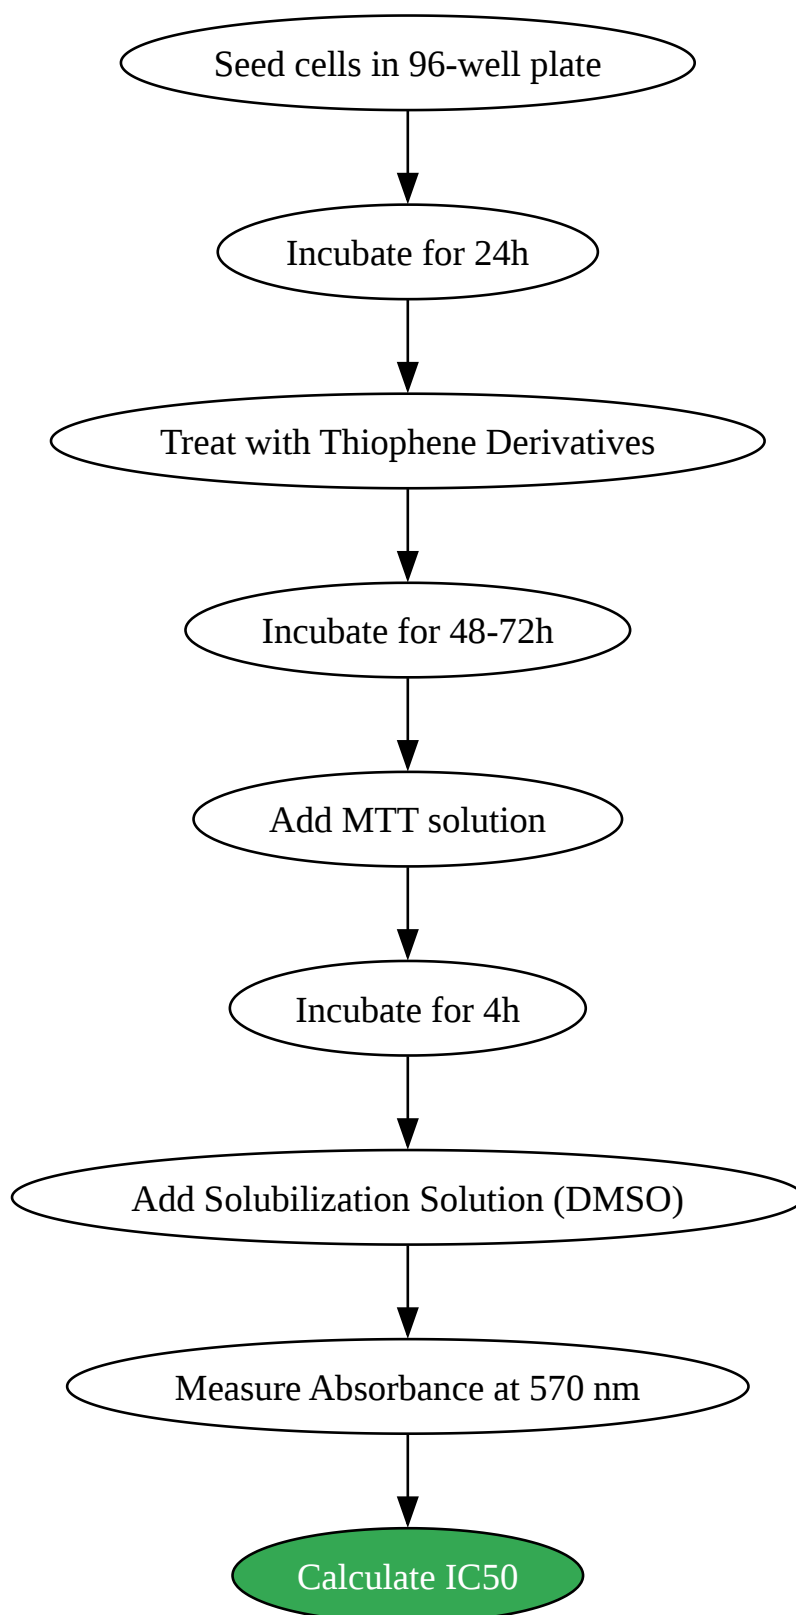 Seed cells in 96-well plate
Incubate for 24h
Treat with Thiophene Derivatives
Incubate for 48-72h
Add MTT solution
Incubate for 4h
Add Solubilization Solution (DMSO)
Measure Absorbance at 570 nm
Calculate IC50